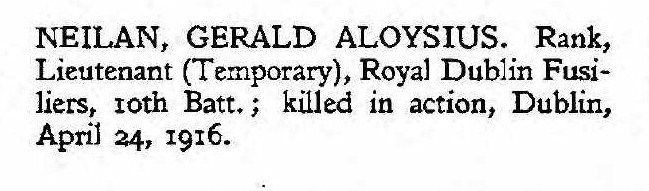 NEILAN, GERALD ALOYSIUS. Rank,
Lieutenant (Temporary), Royal Dublin Fusi-
liers, 10th Batt.; killed in action, Dublin,
April 24, 1916.